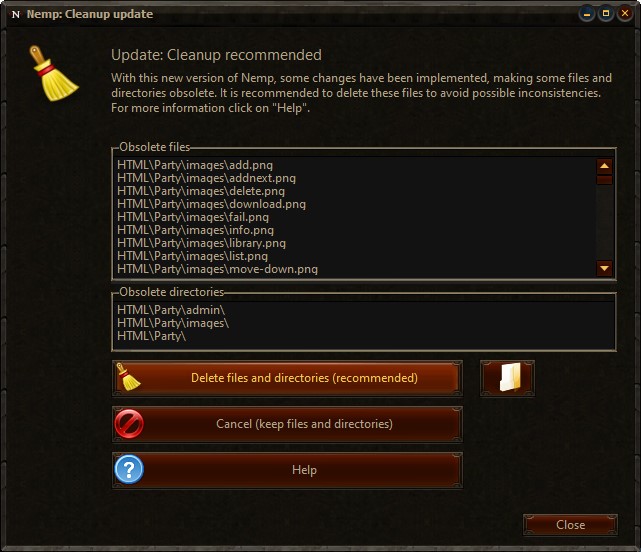 Nemp: Cleanup update
Update: Cleanup recommended
With this new version of Nemp, some changes have been implemented, making some files and
directories obsolete. It is recommended to delete these files to avoid possible inconsistencies.
For more information click on "Help".
Obsolete files
HTML\Party\images\add.png
HTML\Party\images\addnext.png
HTML\Party\images\delete.png
HTML\Party\images\download.png
HTML\Party\images\fail.png
HTML\Party\images\info.png
HTML\Party\images\library.png
HTML\Party\images\list.png
HTML\Party\images\move-down.png
Obsolete directories
HTML\Party\admin\
HTML\Party\images\
HTML\Party\
Delete files and directories (recommended)
Cancel (keep files and directories)
Help
Close